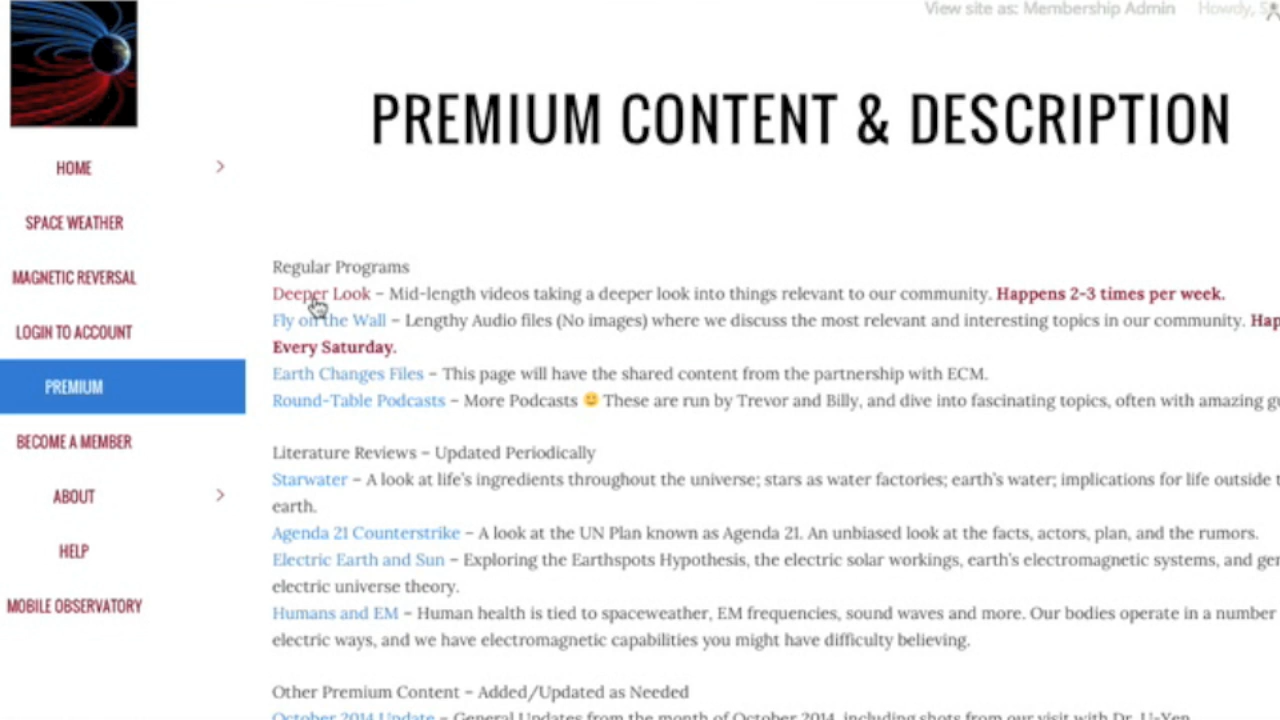 View site as: Membership Admin Howdy,
PREMIUM CONTENT & DESCRIPTION
HOME
SPACE WEATHER
MAGNETIC REVERSAL
LOGIN TO ACCOUNT
PREMIUM
BECOME A MEMBER
ABOUT
HELP
MOBILE OBSERVATORY
Regular Programs
Deeper Look – Mid-length videos taking a deeper look into things relevant to our community. Happens 2-3 times per week.
Fly on the Wall – Lengthy Audio files (No images) where we discuss the most relevant and interesting topics in our community. Hap
Every Saturday.
Earth Changes Files – This page will have the shared content from the partnership with ECM.
Round-Table Podcasts – More Podcasts 🙂 These are run by Trevor and Billy, and dive into fascinating topics, often with amazing
Literature Reviews – Updated Periodically
Starwater – A look at life's ingredients throughout the universe; stars as water factories; earth's water; implications for life outside
earth.
Agenda 21 Counterstrike – A look at the UN Plan known as Agenda 21. An unbiased look at the facts, actors, plan, and the rumors.
Electric Earth and Sun – Exploring the Earthspots Hypothesis, the electric solar workings, earth's electromagnetic systems, and
electric universe theory.
Humans and EM – Human health is tied to spaceweather, EM frequencies, sound waves and more. Our bodies operate in a number
electric ways, and we have electromagnetic capabilities you might have difficulty believing.
Other Premium Content – Added/Updated as Needed
October 2014 Update – General Updates from the month of October 2014, including shots from our visit with Dr. U-Yen